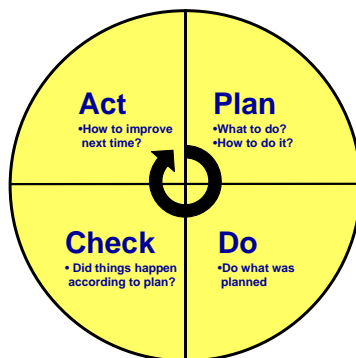 Act
•How to improve
next time?
Plan
•What to do?
•How to do it?
Check
• Did things happen
according to plan?
Do
•Do what was
planned